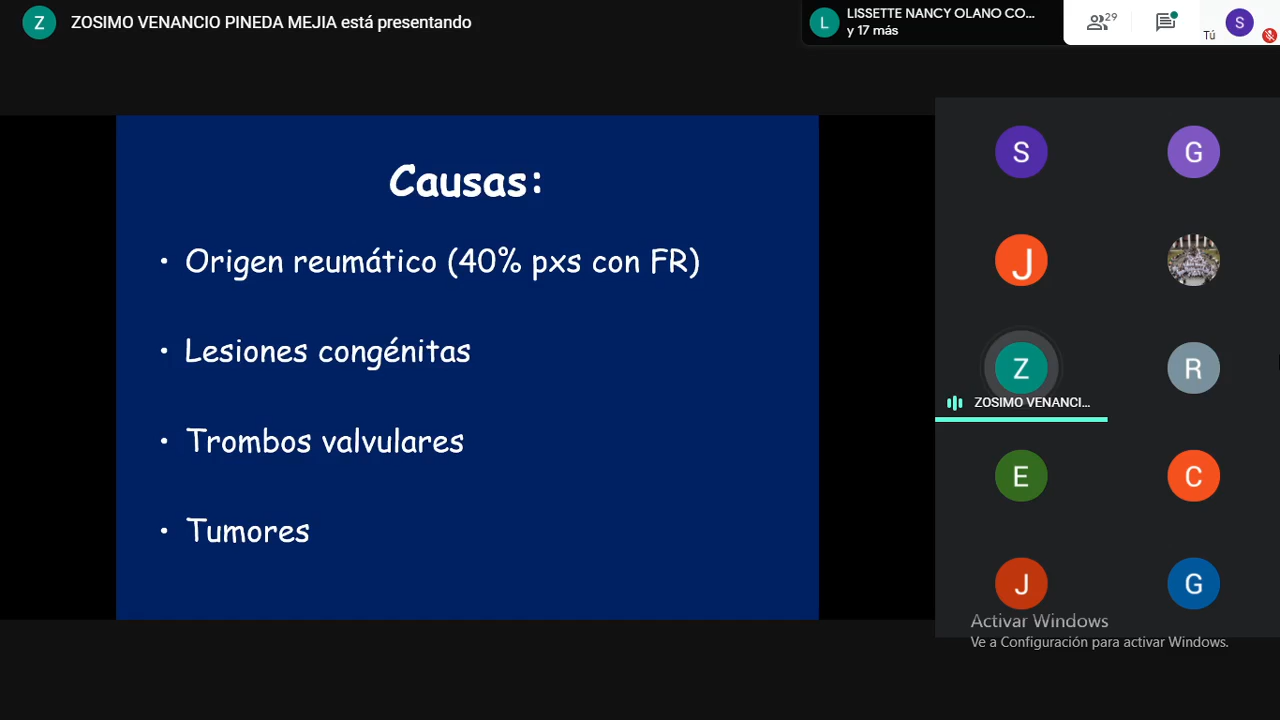 Z
ZOSIMO VENANCIO PINEDA MEJIA está presentando
L
LISSETTE NANCY OLANO CO...
y 17 más
29
Tú
S
Causas:
• Origen reumático (40% pxs con FR)
• Lesiones congénitas
• Trombos valvulares
• Tumores
S
G
J
Z
R
ZOSIMO VENANCI...
E
C
J
G
Activar Windows
Ve a Configuración para activar Windows.